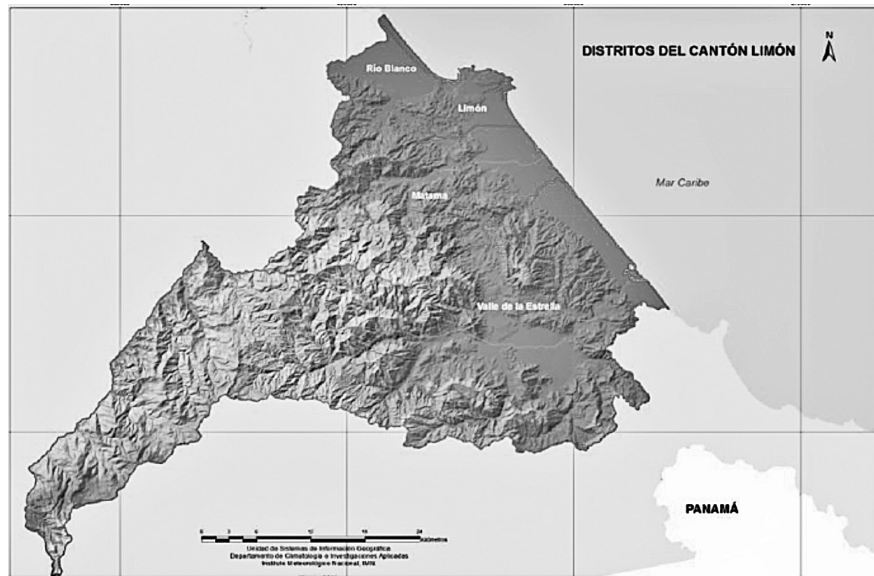 DISTRITOS DEL CANTÓN LIMÓN
N
Río Blanco
Limón
Mar Caribe
Matama
Valle de la Estrella
PANAMÁ
Kilómetros
Unidad de Sistemas de Información Geográfica
Departamento de Climatología e Investigaciones Aplicadas
Instituto Meteorológico Nacional, IMN.